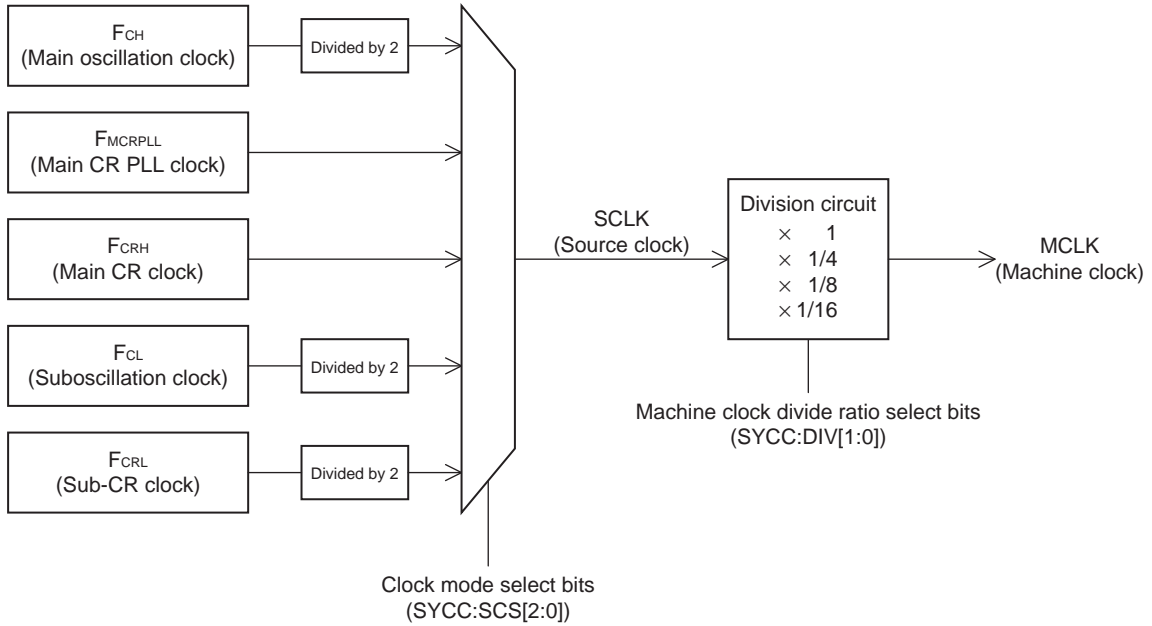 FCH
(Main oscillation clock)
Divided by 2
FMCRPLL
(Main CR PLL clock)
FCRH
(Main CR clock)
FCL
(Suboscillation clock)
Divided by 2
FCRL
(Sub-CR clock)
Divided by 2
Clock mode select bits
(SYCC:SCS[2:0])
SCLK
(Source clock)
Division circuit
× 1
× 1/4
× 1/8
× 1/16
Machine clock divide ratio select bits
(SYCC:DIV[1:0])
MCLK
(Machine clock)